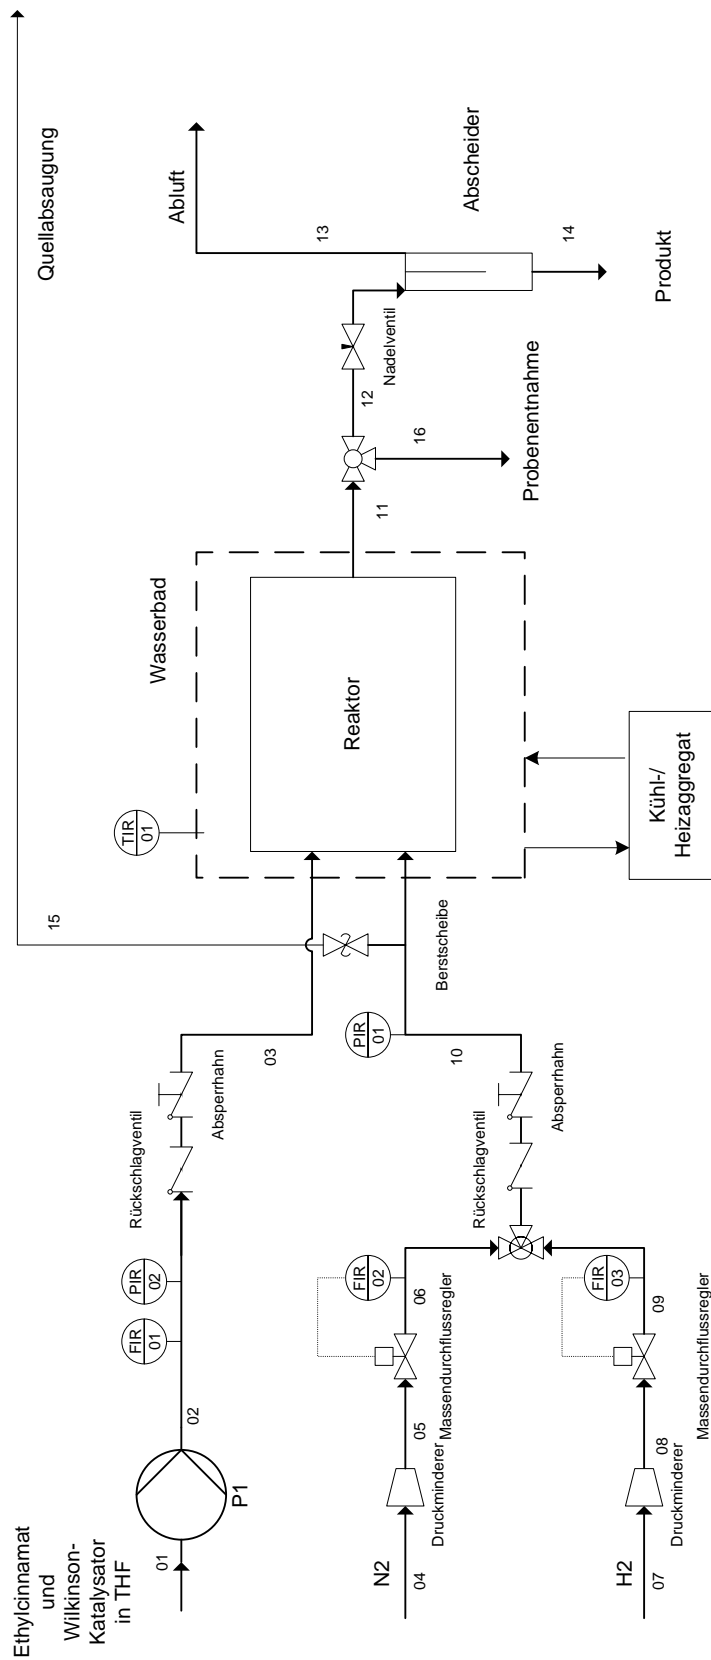 Ethylcinnamat
und
Wilkinson-
Katalysator
in THF
01
P1
02
FIR
01
PIR
02
Rückschlagventil
Absperrhahn
03
N2
04
Druckminderer
05
Massendurchflussregler
06
FIR
02
H2
07
Druckminderer
08
Massendurchflussregler
09
FIR
03
Rückschlagventil
Absperrhahn
10
PIR
01
Berstscheibe
15
Quellabsaugung
TIR
01
Wasserbad
Reaktor
Kühl-/
Heizaggregat
11
16
Probenentnahme
12
Nadelventil
13
Abluft
Abscheider
14
Produkt